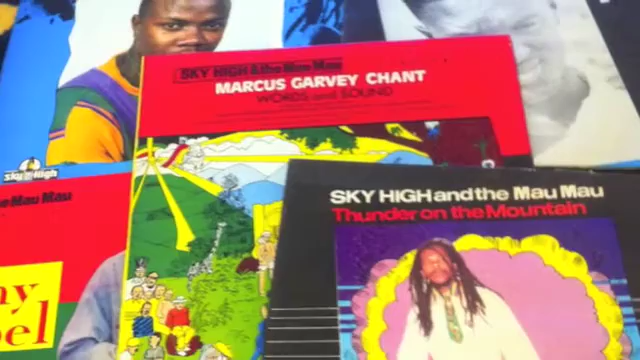 SKY HIGH & the Mau Mau
MARCUS GARVEY CHANT
WORDS and SOUND
sky High
Mau Mau
SKY HIGH and the Mau Mau
Thunder on the Mountain